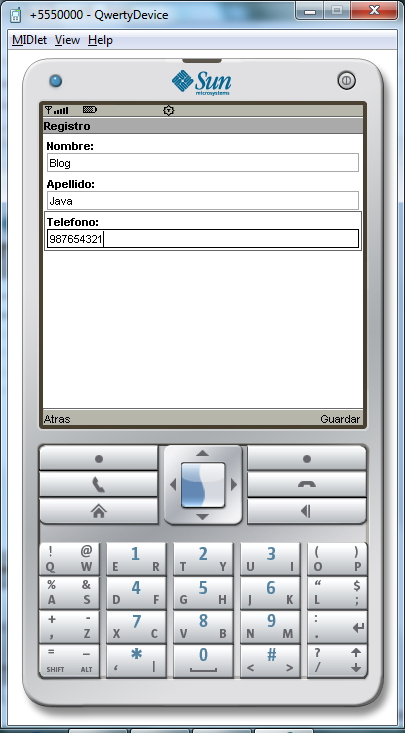 +5550000 - QwertyDevice
MIDlet View Help
Sun
microsystems
Registro
Nombre:
Blog
Apellido:
Java
Telefono:
987654321
Atras Guardar
! @ 1 2 3 ( )
Q W E R T Y U I O P
% & 4 5 6 “ $
A S D F G H J K L ;
+ - 7 8 9 :
, Z X C V B N M .
= _ * 0 # ?
SHIFT ALT , | < > /